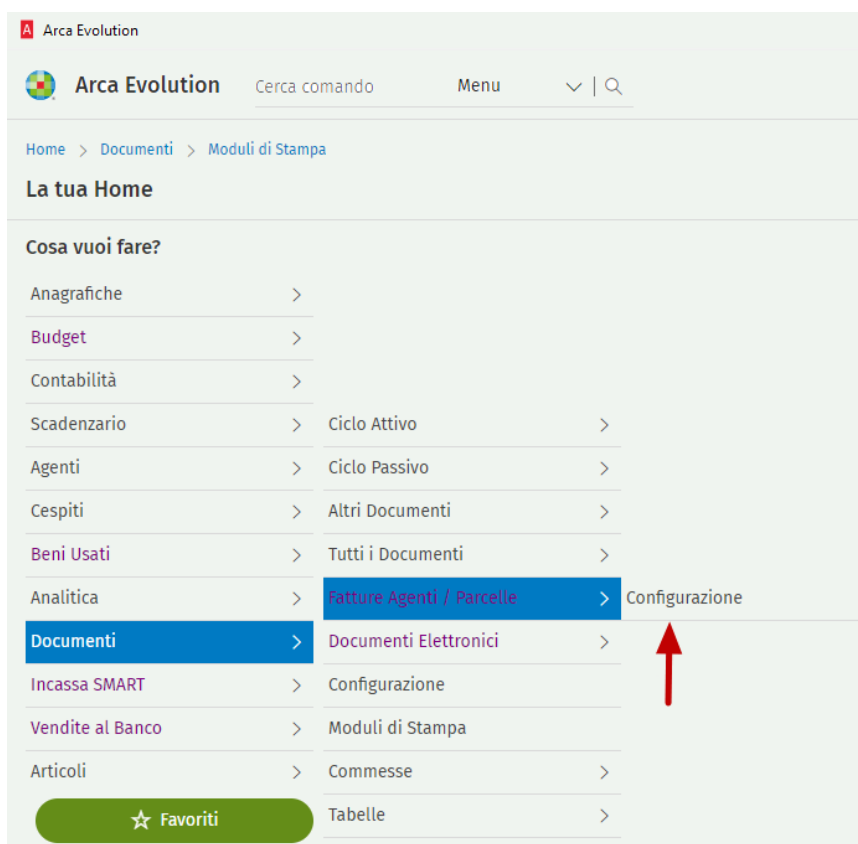 A Arca Evolution
Arca Evolution Cerca comando Menu
Home > Documenti > Moduli di Stampa
La tua Home
Cosa vuoi fare?
Anagrafiche
Budget
Contabilità
Scadenzario
Agenti
Cespiti
Beni Usati
Analitica
Documenti
Incassa SMART
Vendite al Banco
Articoli
Favoriti
Ciclo Attivo
Ciclo Passivo
Altri Documenti
Tutti i Documenti
Fatture Agenti / Parcelle
Documenti Elettronici
Configurazione
Moduli di Stampa
Commesse
Tabelle
Configurazione